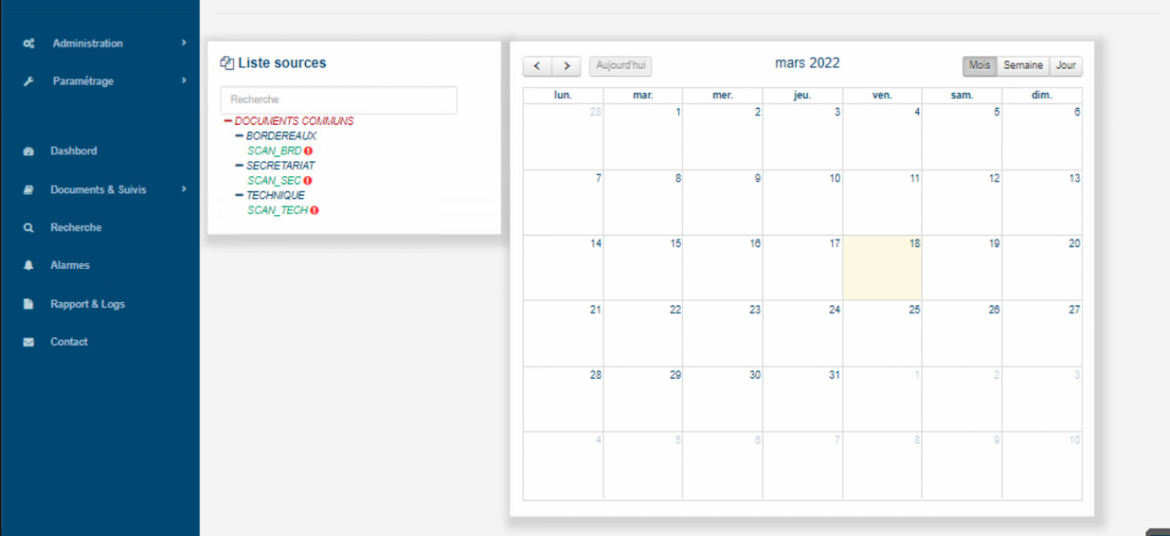 Administration
Paramétrage
Dashbord
Documents & Suivis
Recherche
Alarmes
Rapport & Logs
Contact
Liste sources
Recherche
DOCUMENTS COMMUNS
BORDEREAUX
SCAN_BRD
SECRETARIAT
SCAN_SEC
TECHNIQUE
SCAN_TECH
Aujourd'hui mars 2022 Mois Semaine Jour
lun. mar. mer. jeu. ven. sam. dim.
28 1 2 3 4 5 6
7 8 9 10 11 12 13
14 15 16 17 18 19 20
21 22 23 24 25 26 27
28 29 30 31 1 2 3
4 5 6 7 8 9 10